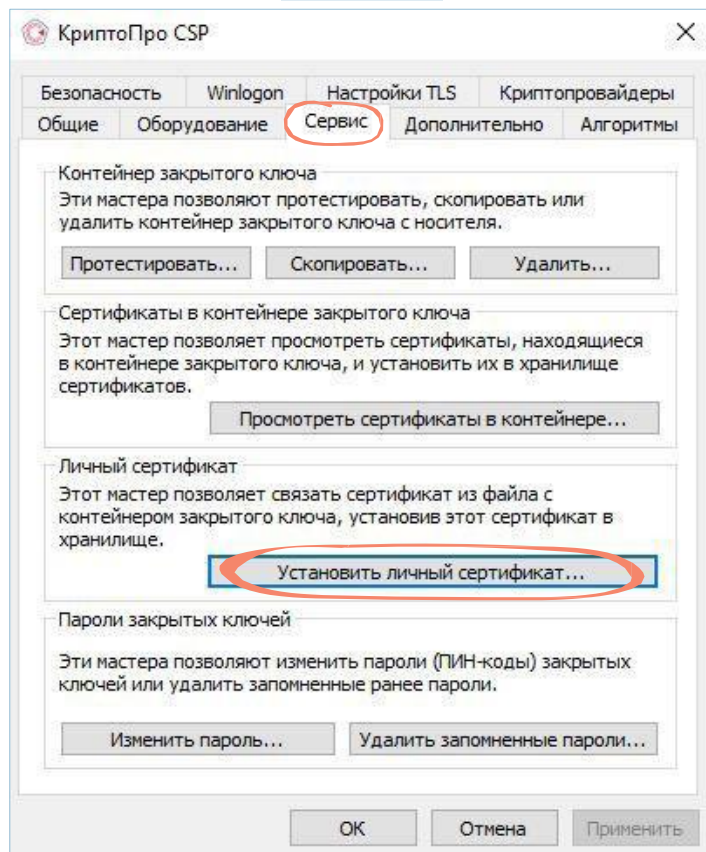 КриптоПро CSP
Безопасность Winlogon Настройки TLS Криптопровайдеры
Общие Оборудование Сервис Дополнительно Алгоритмы
Контейнер закрытого ключа
Эти мастера позволяют протестировать, скопировать или
удалить контейнер закрытого ключа с носителя.
Протестировать... Скопировать... Удалить...
Сертификаты в контейнере закрытого ключа
Этот мастер позволяет просмотреть сертификаты, находящиеся
в контейнере закрытого ключа, и установить их в хранилище
сертификатов.
Просмотреть сертификаты в контейнере...
Личный сертификат
Этот мастер позволяет связать сертификат из файла с
контейнером закрытого ключа, установив этот сертификат в
хранилище.
Установить личный сертификат...
Пароли закрытых ключей
Эти мастера позволяют изменить пароли (ПИН-коды) закрытых
ключей или удалить запомненные ранее пароли.
Изменить пароль... Удалить запомненные пароли...
ОК Отмена Применить